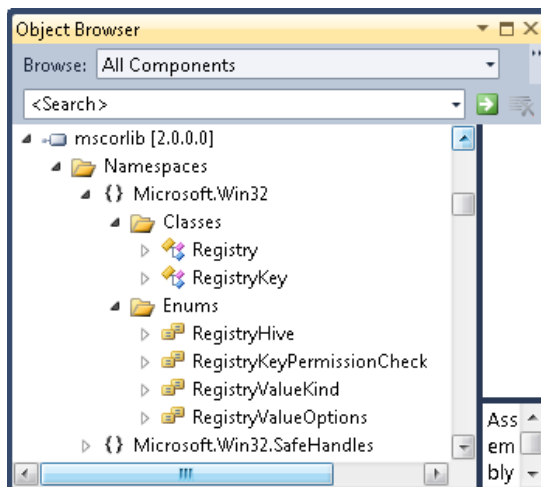 Object Browser
Browse: All Components
<Search>
mscorlib [2.0.0.0]
Namespaces
{} Microsoft.Win32
Classes
Registry
RegistryKey
Enums
RegistryHive
RegistryKeyPermissionCheck
RegistryValueKind
RegistryValueOptions
{} Microsoft.Win32.SafeHandles
Ass
em
bly